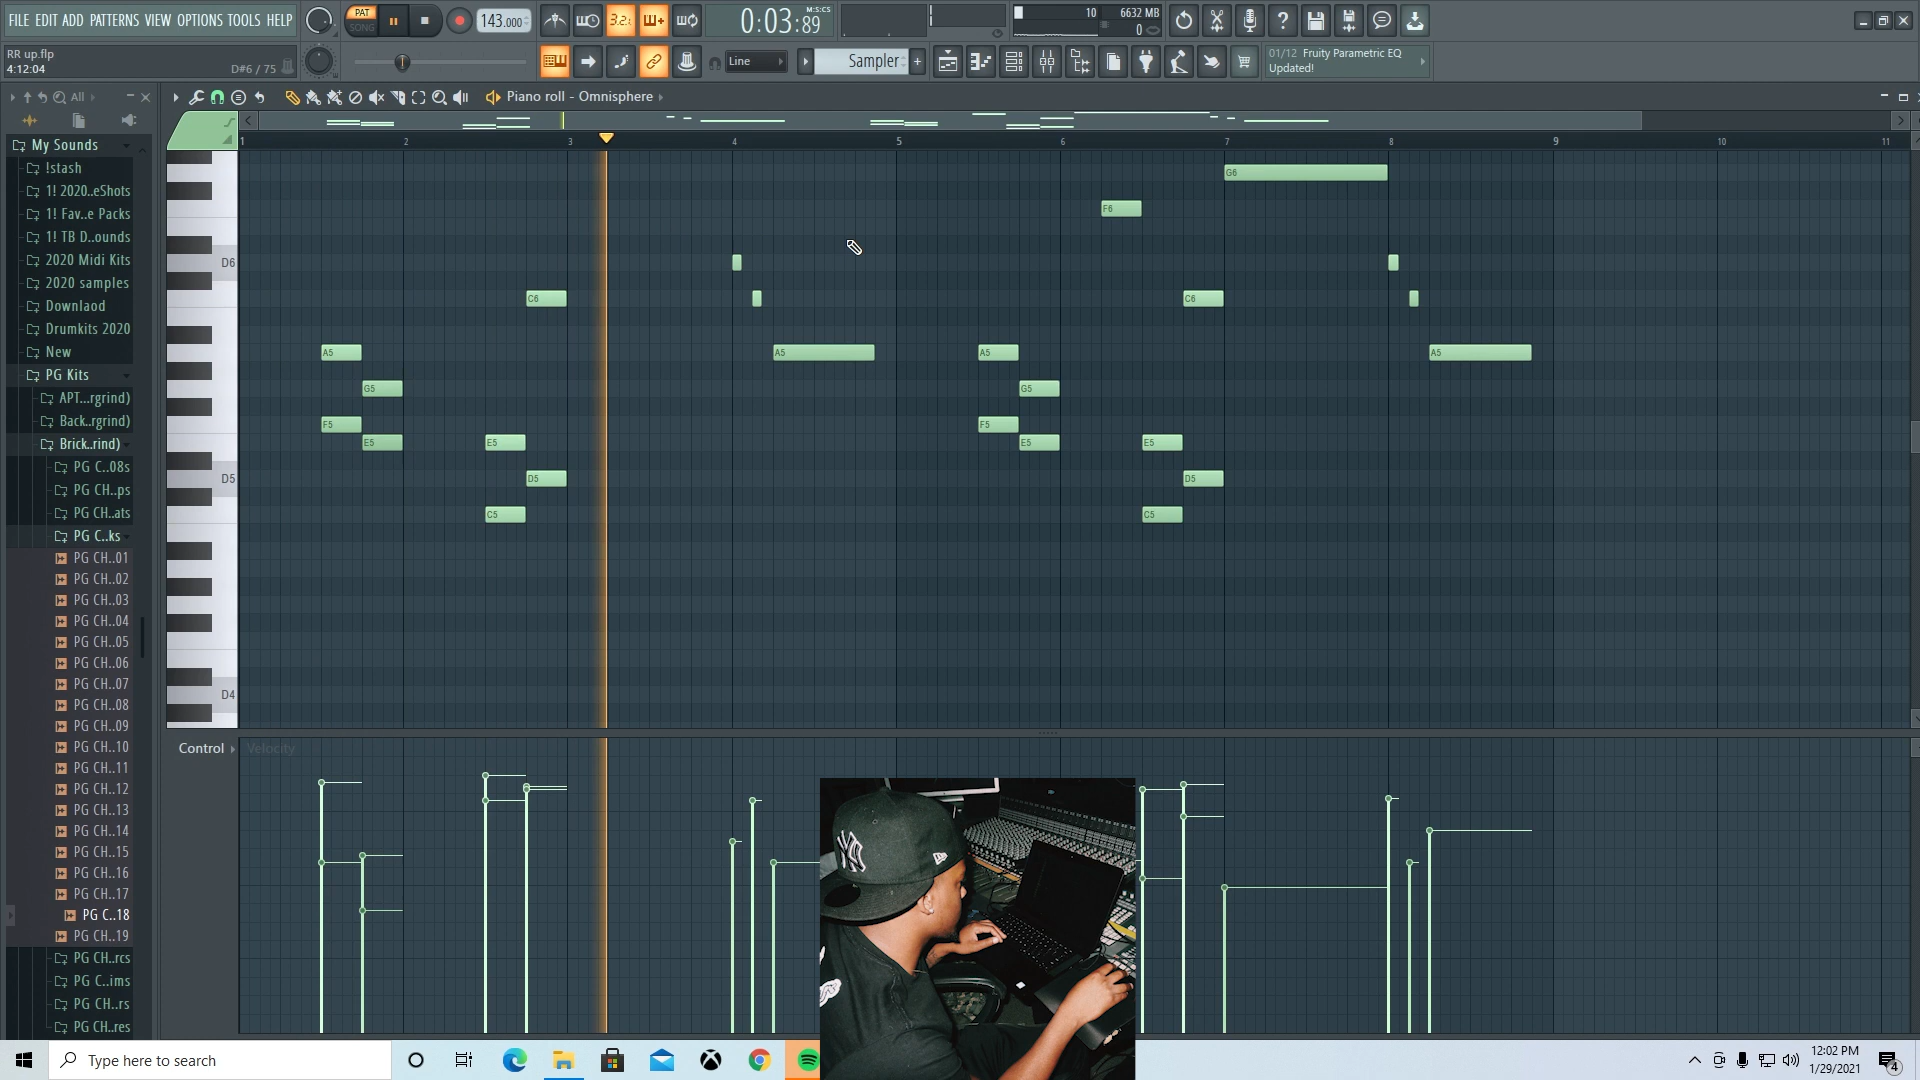 FILE EDIT ADD PATTERNS VIEW OPTIONS TOOLS HELP
PAT
SONG
143.000
3.2.
0:03:89
M:S:CS
10
6632 MB
0
RR up.flp
4:12:04
D#6 / 75
Line
Sampler
01/12 Fruity Parametric EQ
Updated!
All
Piano roll - Omnisphere
1 2 3 4 5 6 7 8 9 10 11
My Sounds
!stash
1! 2020..eShots
1! Fav..e Packs
1! TB D..ounds
2020 Midi Kits
2020 samples
Downlaod
Drumkits 2020
New
PG Kits
APT...rgrind)
Back..rgrind)
Brick..rind)
PG C..08s
PG CH..ps
PG CH..ats
PG C..ks
PG CH..01
PG CH..02
PG CH..03
PG CH..04
PG CH..05
PG CH..06
PG CH..07
PG CH..08
PG CH..09
PG CH..10
PG CH..11
PG CH..12
PG CH..13
PG CH..14
PG CH..15
PG CH..16
PG CH..17
PG C..18
PG CH..19
PG CH..rcs
PG C..ims
PG CH..rs
PG CH..res
G6
F6
D6
C6 C6
A5 A5 A5 A5
G5 G5
F5 F5
E5 E5 E5 E5
D5 D5 D5
C5 C5
D4
Control Velocity
NY
Type here to search
12:02 PM
1/29/2021
4